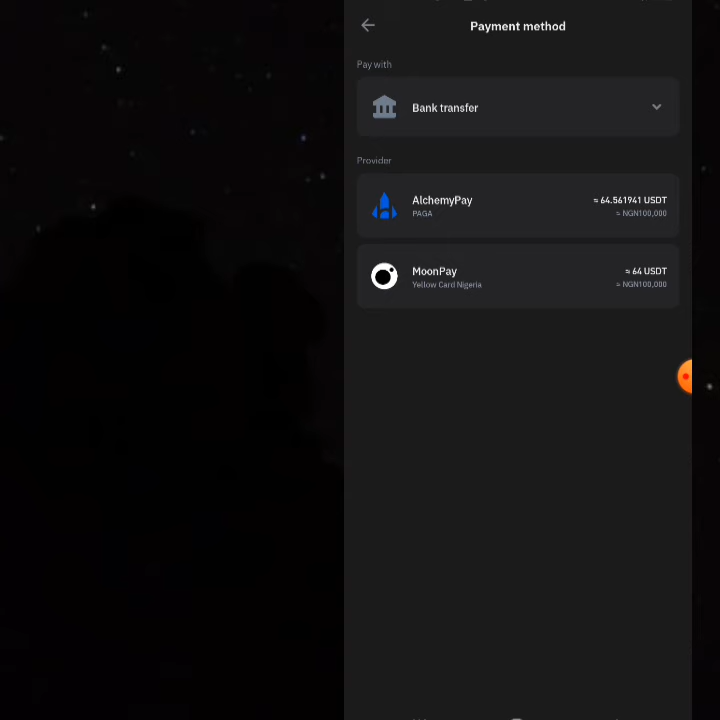 Payment method
Pay with
Bank transfer
Provider
AlchemyPay
≈ 64.561941 USDT
PAGA
≈ NGN100,000
MoonPay
≈ 64 USDT
Yellow Card Nigeria
≈ NGN100,000